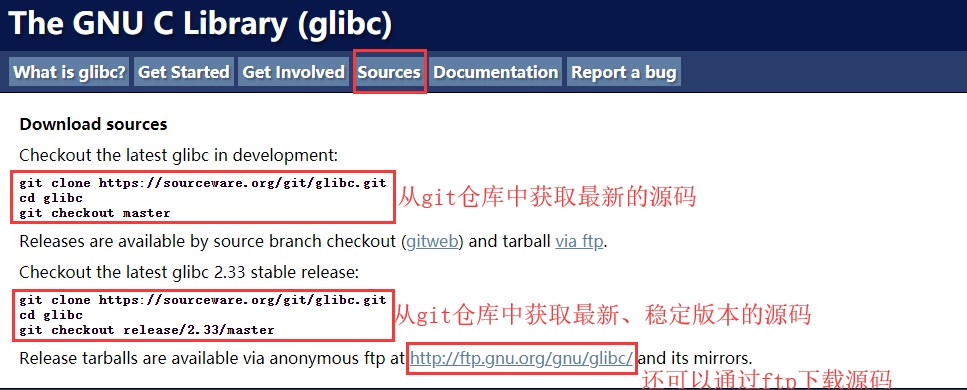 The GNU C Library (glibc)
What is glibc? Get Started Get Involved Sources Documentation Report a bug
Download sources
Checkout the latest glibc in development:
git clone https://sourceware.org/git/glibc.git
cd glibc
git checkout master
从git仓库中获取最新的源码
Releases are available by source branch checkout (gitweb) and tarball via ftp.
Checkout the latest glibc 2.33 stable release:
git clone https://sourceware.org/git/glibc.git
cd glibc
git checkout release/2.33/master
从git仓库中获取最新、稳定版本的源码
Release tarballs are available via anonymous ftp at http://ftp.gnu.org/gnu/glibc/ and its mirrors.
还可以通过ftp下载源码